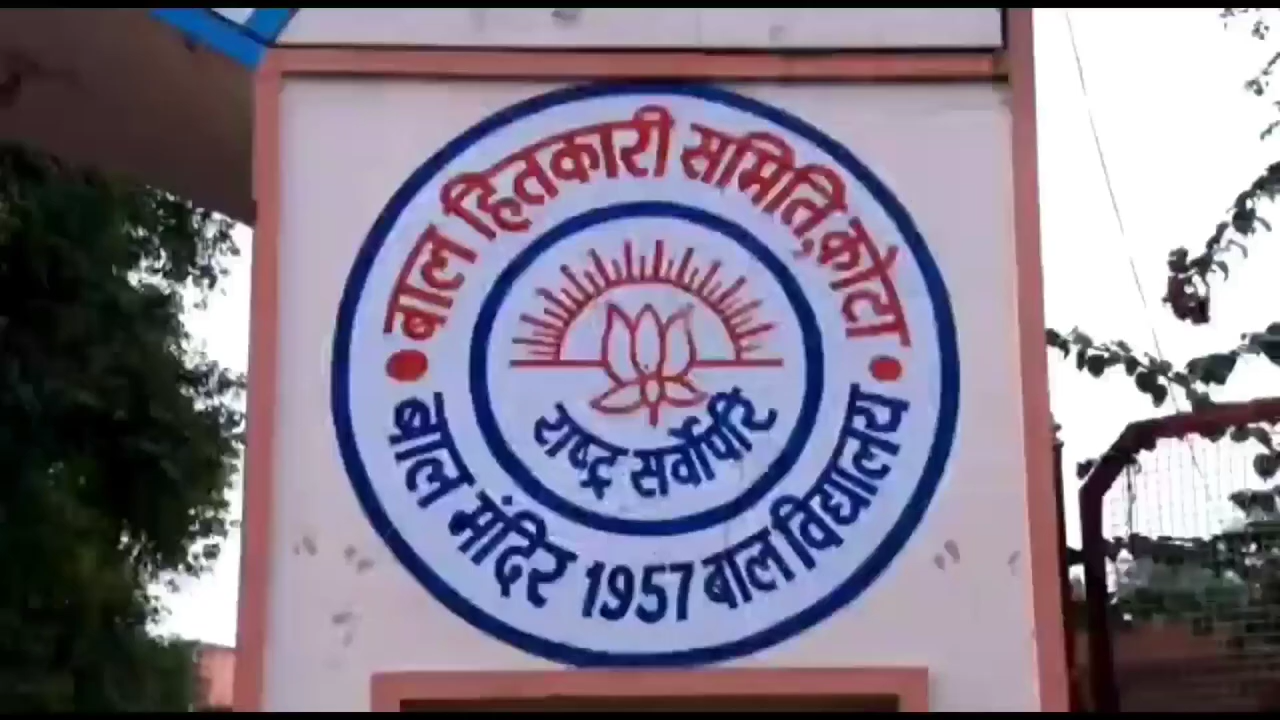 बाल हितकारी समिति, कोटा
राष्ट्र सर्वोपरि
बाल मंदिर 1957 बाल विद्यालय